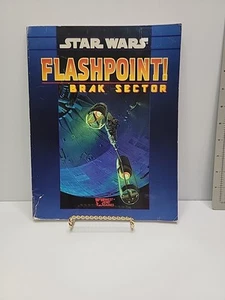 STAR WARS
FLASHPOINT!
BRAK SECTOR